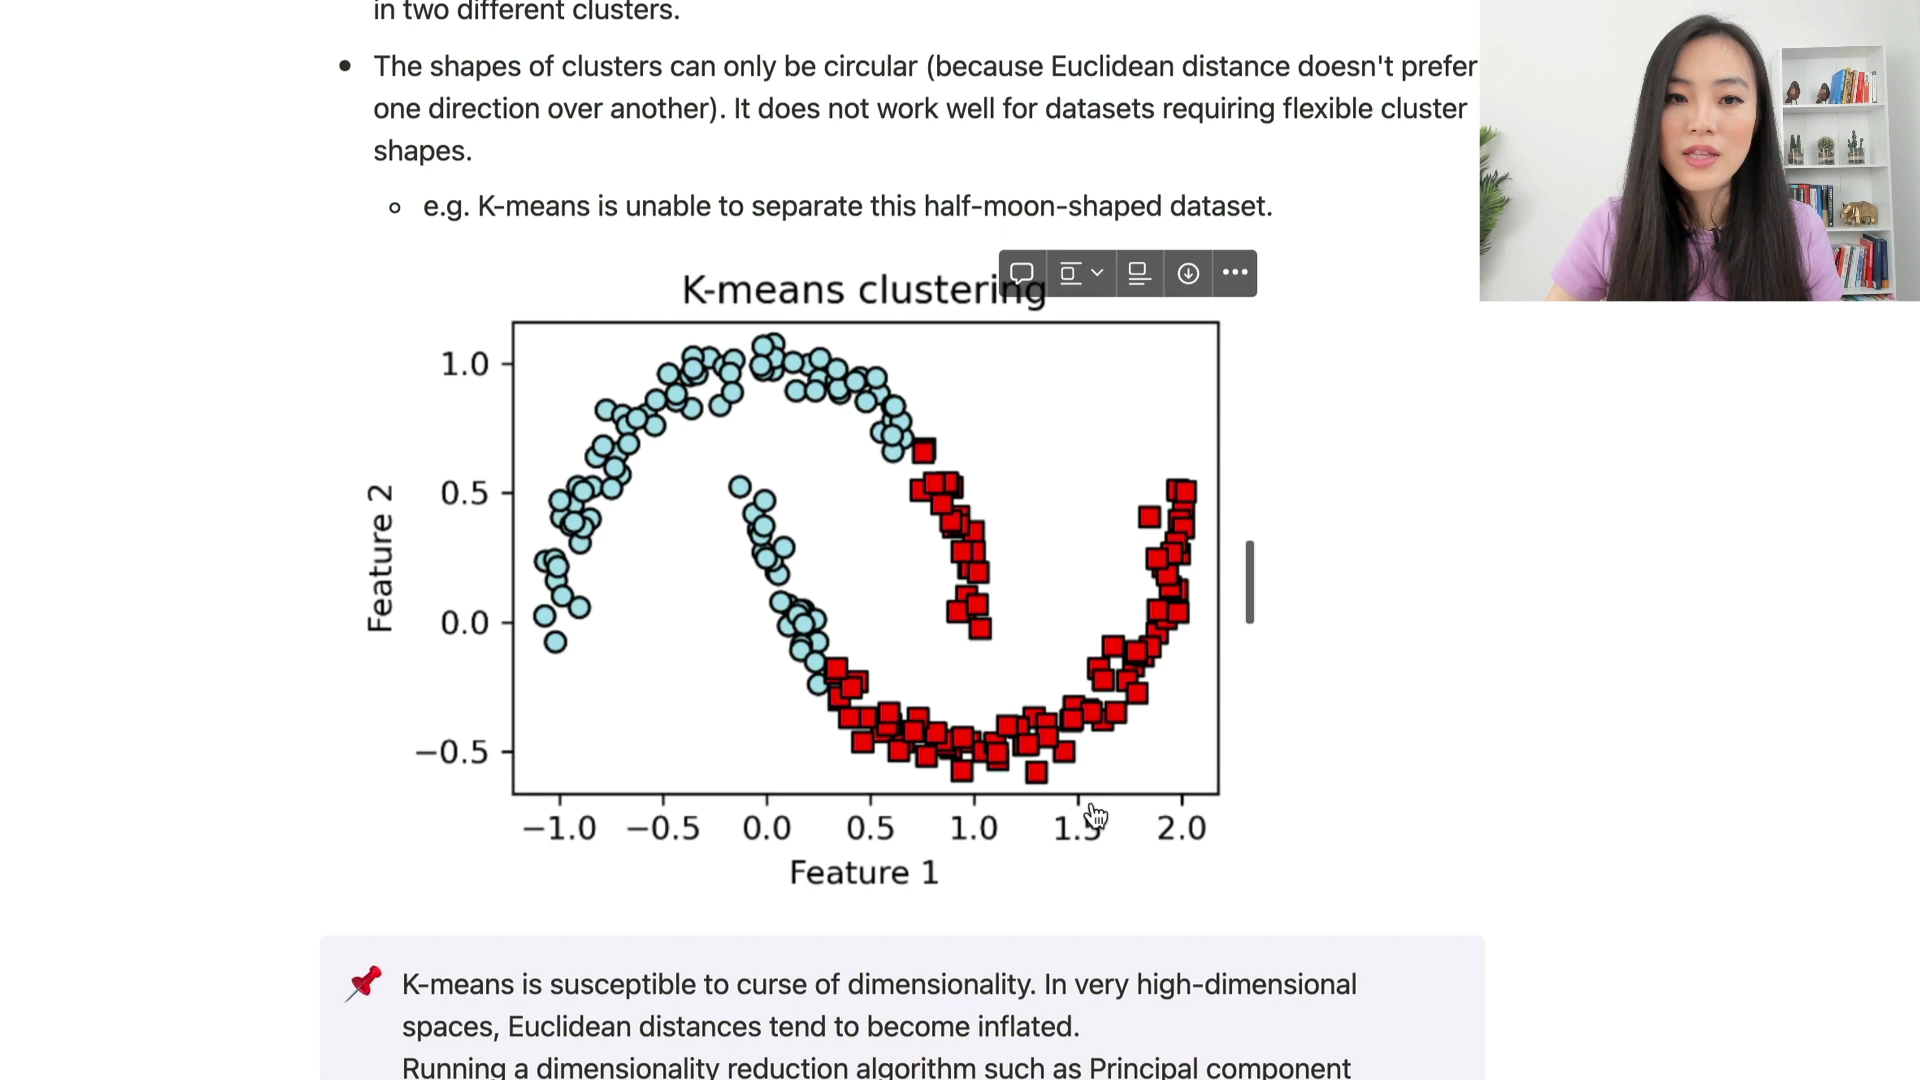 in two different clusters.
• The shapes of clusters can only be circular (because Euclidean distance doesn't prefer
one direction over another). It does not work well for datasets requiring flexible cluster
shapes.
e.g. K-means is unable to separate this half-moon-shaped dataset.
K-means clustering
1.0
0.5
0.0
−0.5
Feature 2
−1.0 −0.5 0.0 0.5 1.0 1.5 2.0
Feature 1
K-means is susceptible to curse of dimensionality. In very high-dimensional
spaces, Euclidean distances tend to become inflated.
Running a dimensionality reduction algorithm such as Principal component